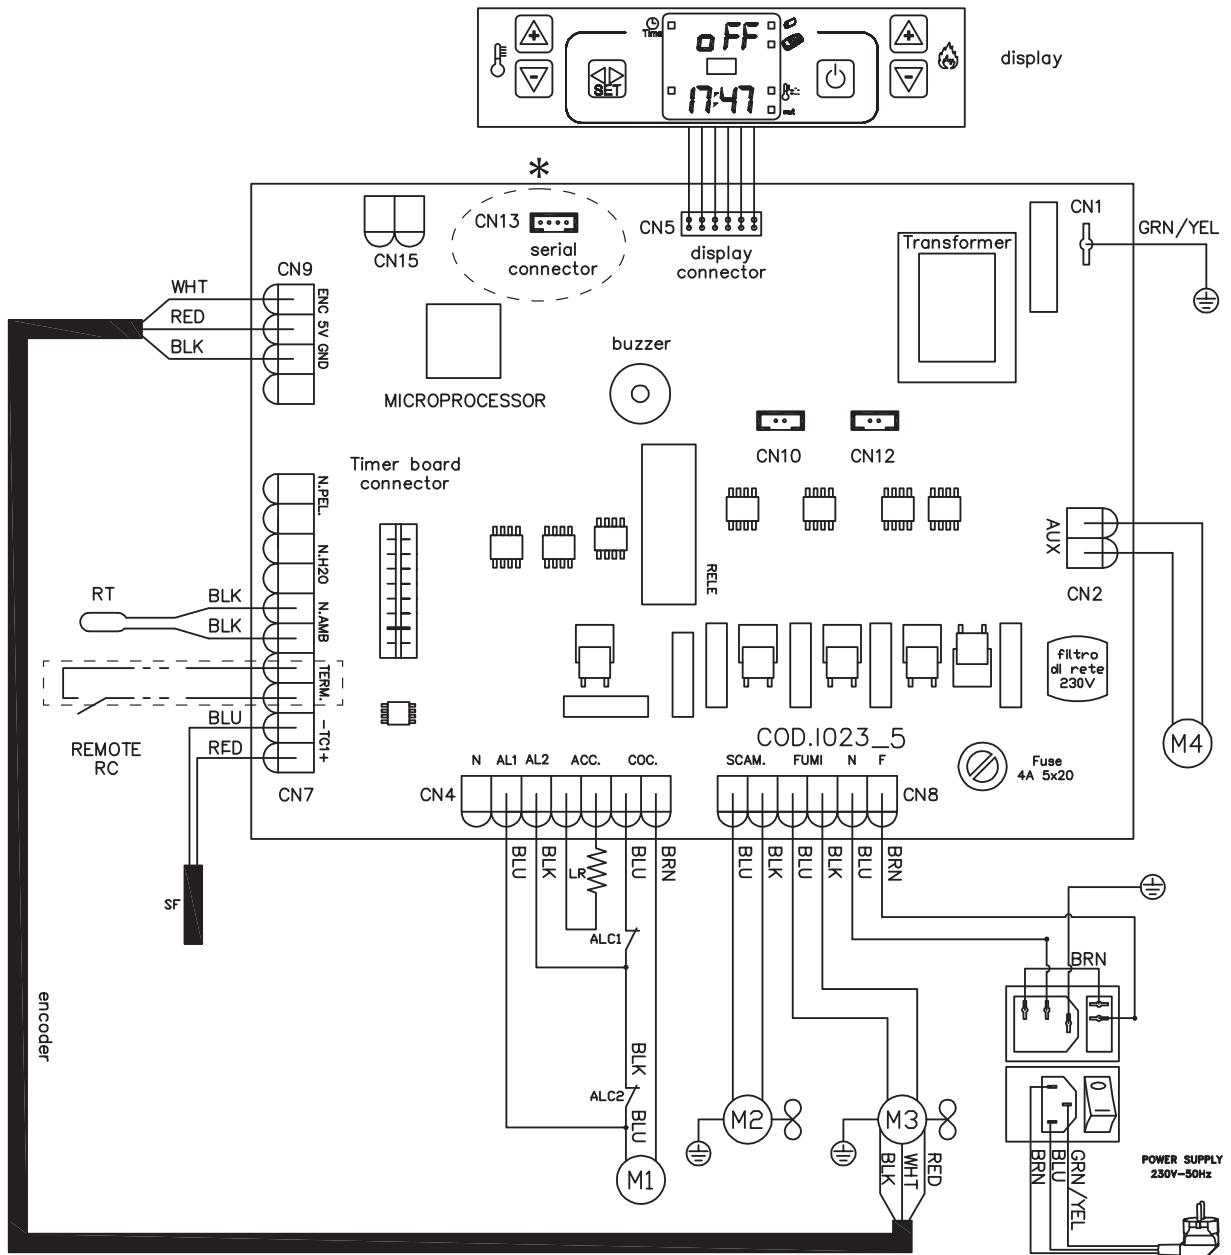 Time
oFF
SET
17:47
display
*
CN13
serial
connector
CN5
display
connector
CN15
Transformer
CN1
GRN/YEL
CN9
WHT
RED
BLK
ENC 5V GND
MICROPROCESSOR
buzzer
CN10
CN12
Timer board
connector
N.PEL.
N.H2O
N.AMB
TERM.
-TC1+
RELE
AUX
CN2
RT
BLK
BLK
filtro
di rete
230V
REMOTE
RC
BLU
RED
CN7
COD.I023_5
M4
Fuse
4A 5x20
N AL1 AL2 ACC. COC.
CN4
SCAM. FUMI N F
CN8
BLU
BLK
LR
BLU
BRN
BLU
BLK
BLU
BLK
BLU
BRN
SF
ALC1
BRN
encoder
BLK
ALC2
BLU
M1
M2
M3
BLK
WHT
RED
BRN
BLU
GRN/YEL
POWER SUPPLY
230V-50Hz